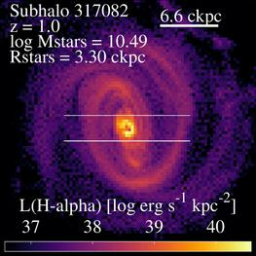 Subhalo 317082
z = 1.0
log Mstars = 10.49
Rstars = 3.30 ckpc
6.6 ckpc
L(H-alpha) [log erg s⁻¹ kpc⁻²]
37 38 39 40